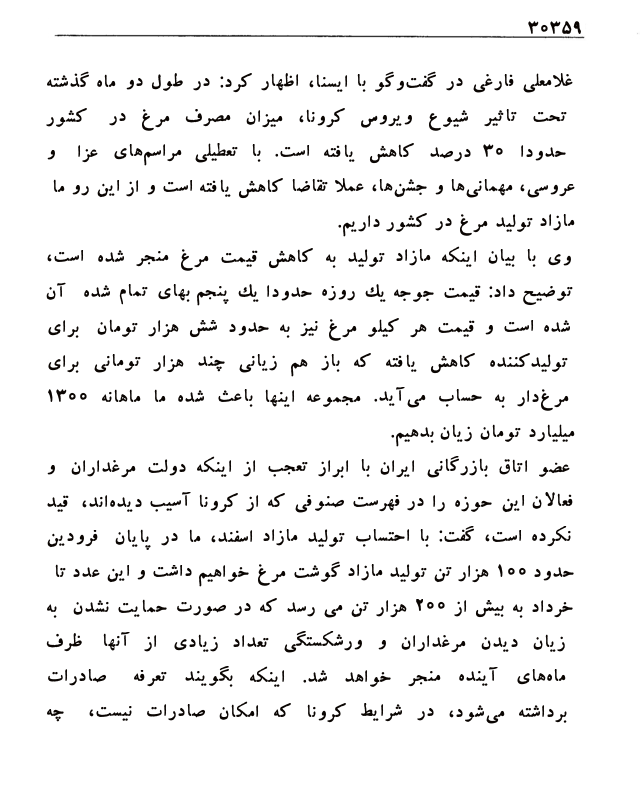 ۳۰۳۵۹
غلامعلی فارغی در گفت‌وگو با ایسنا، اظهار کرد: در طول دو ماه گذشته
تحت تاثیر شیوع ویروس کرونا، میزان مصرف مرغ در کشور
حدودا ۳۰ درصد کاهش یافته است. با تعطیلی مراسم‌های عزا و
عروسی، مهمانی‌ها و جشن‌ها، عملا تقاضا کاهش یافته است و از این رو ما
مازاد تولید مرغ در کشور داریم.
وی با بیان اینکه مازاد تولید به کاهش قیمت مرغ منجر شده است،
توضیح داد: قیمت جوجه یك روزه حدودا یك پنجم بهای تمام شده آن
شده است و قیمت هر کیلو مرغ نیز به حدود شش هزار تومان برای
تولیدکننده کاهش یافته که باز هم زیانی چند هزار تومانی برای
مرغ‌دار به حساب می‌آید. مجموعه اینها باعث شده ما ماهانه ۱۳۰۰
میلیارد تومان زیان بدهیم.
عضو اتاق بازرگانی ایران با ابراز تعجب از اینکه دولت مرغداران و
فعالان این حوزه را در فهرست صنوفی که از کرونا آسیب دیده‌اند، قید
نکرده است، گفت: با احتساب تولید مازاد اسفند، ما در پایان فرودین
حدود ۱۰۰ هزار تن تولید مازاد گوشت مرغ خواهیم داشت و این عدد تا
خرداد به بیش از ۲۰۰ هزار تن می رسد که در صورت حمایت نشدن به
زیان دیدن مرغداران و ورشکستگی تعداد زیادی از آنها ظرف
ماه‌های آینده منجر خواهد شد. اینکه بگویند تعرفه صادرات
برداشته می‌شود، در شرایط کرونا که امکان صادرات نیست، چه